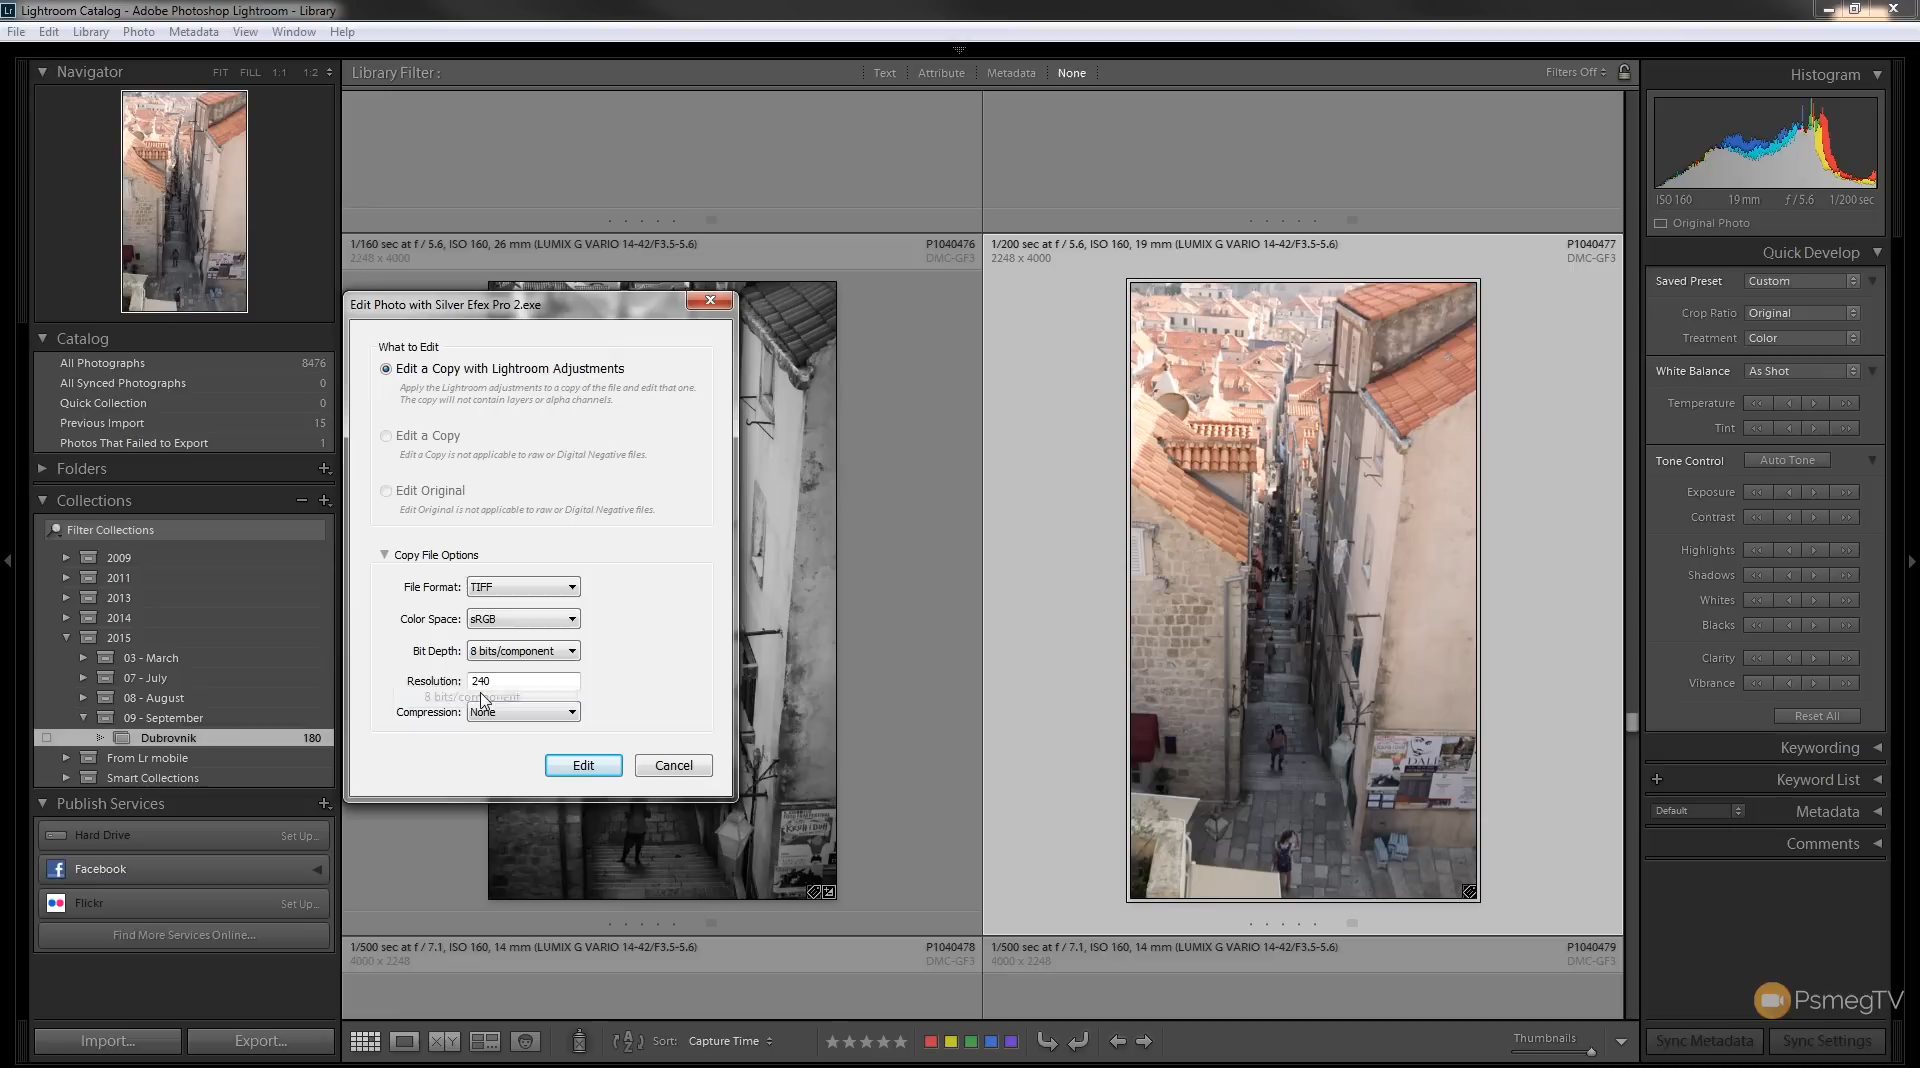 Lr Lightroom Catalog - Adobe Photoshop Lightroom - Library
File Edit Library Photo Metadata View Window Help
Navigator FIT FILL 1:1 1:2
Library Filter : Text Attribute Metadata None Filters Off
Histogram
ISO 160 19 mm f / 5.6 1/200 sec
Original Photo
Quick Develop
Saved Preset Custom
Crop Ratio Original
Treatment Color
White Balance As Shot
Temperature
Tint
Tone Control Auto Tone
Exposure
Contrast
Highlights
Shadows
Whites
Blacks
Clarity
Vibrance
Reset All
Keywording
Keyword List
Default Metadata
Comments
Catalog
All Photographs 8476
All Synced Photographs 0
Quick Collection 0
Previous Import 15
Photos That Failed to Export 1
Folders
Collections
Filter Collections
2009
2011
2013
2014
2015
03 - March
07 - July
08 - August
09 - September
Dubrovnik 180
From Lr mobile
Smart Collections
Publish Services
Hard Drive Set Up...
Facebook
Flickr Set Up...
Find More Services Online...
Import... Export...
1/160 sec at f / 5.6, ISO 160, 26 mm (LUMIX G VARIO 14-42/F3.5-5.6) P1040476
2248 x 4000 DMC-GF3
1/200 sec at f / 5.6, ISO 160, 19 mm (LUMIX G VARIO 14-42/F3.5-5.6) P1040477
2248 x 4000 DMC-GF3
Edit Photo with Silver Efex Pro 2.exe
What to Edit
Edit a Copy with Lightroom Adjustments
Apply the Lightroom adjustments to a copy of the file and edit that one.
The copy will not contain layers or alpha channels.
Edit a Copy
Edit a Copy is not applicable to raw or Digital Negative files.
Edit Original
Edit Original is not applicable to raw or Digital Negative files.
Copy File Options
File Format: TIFF
Color Space: sRGB
Bit Depth: 8 bits/component
Resolution: 240
8 bits/component
Compression: None
Edit Cancel
1/500 sec at f / 7.1, ISO 160, 14 mm (LUMIX G VARIO 14-42/F3.5-5.6) P1040478
4000 x 2248 DMC-GF3
1/500 sec at f / 7.1, ISO 160, 14 mm (LUMIX G VARIO 14-42/F3.5-5.6) P1040479
4000 x 2248 DMC-GF3
Sort: Capture Time Thumbnails
PsmegTV
Sync Metadata Sync Settings